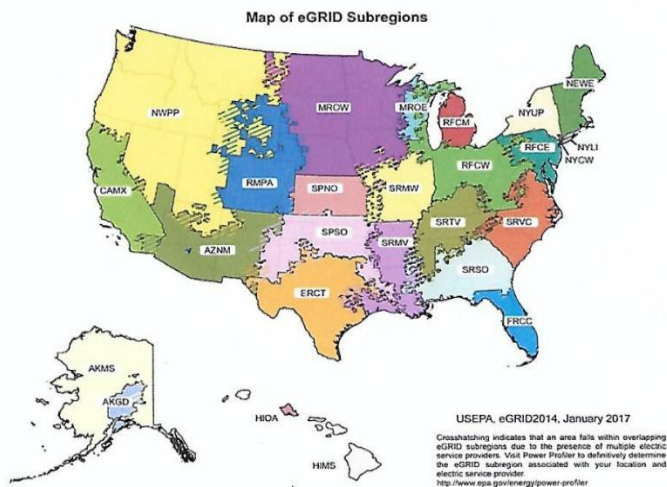 Map of eGRID Subregions
NWPP
MROW
MROE
RFCM
NYUP
NEWE
NYLI
NYCW
RFCE
RFCW
RMPA
CAMX
SPNO
SRMW
SRVC
SRTV
AZNM
SPSO
SRMV
SRSO
ERCT
FRCC
AKMS
AKGD
HIOA
HIMS
USEPA, eGRID2014, January 2017
Crosshatching indicates that an area falls within overlapping
eGRID subregions due to the presence of multiple electric
service providers. Visit Power Profiler to definitively determine
the eGRID subregion associated with your location and
electric service provider.
http://www.epa.gov/energy/power-profiler